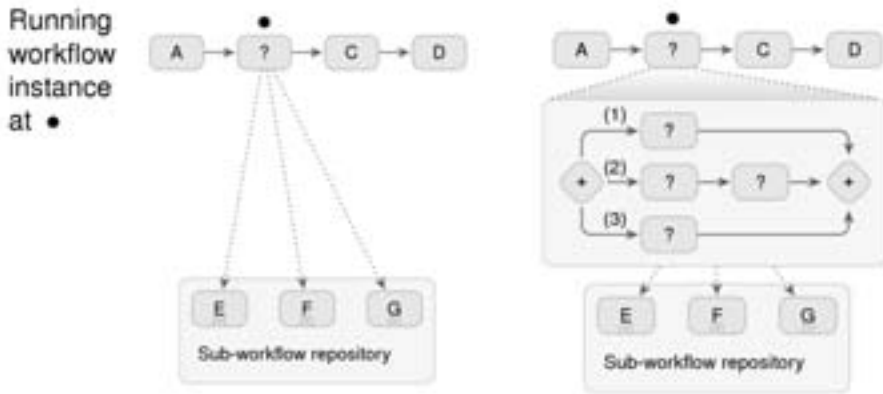 Running
workflow
instance
at ●
A ? C D
E F G
Sub-workflow repository
A ? C D
(1) ?
+ (2) ? ? +
(3) ?
E F G
Sub-workflow repository